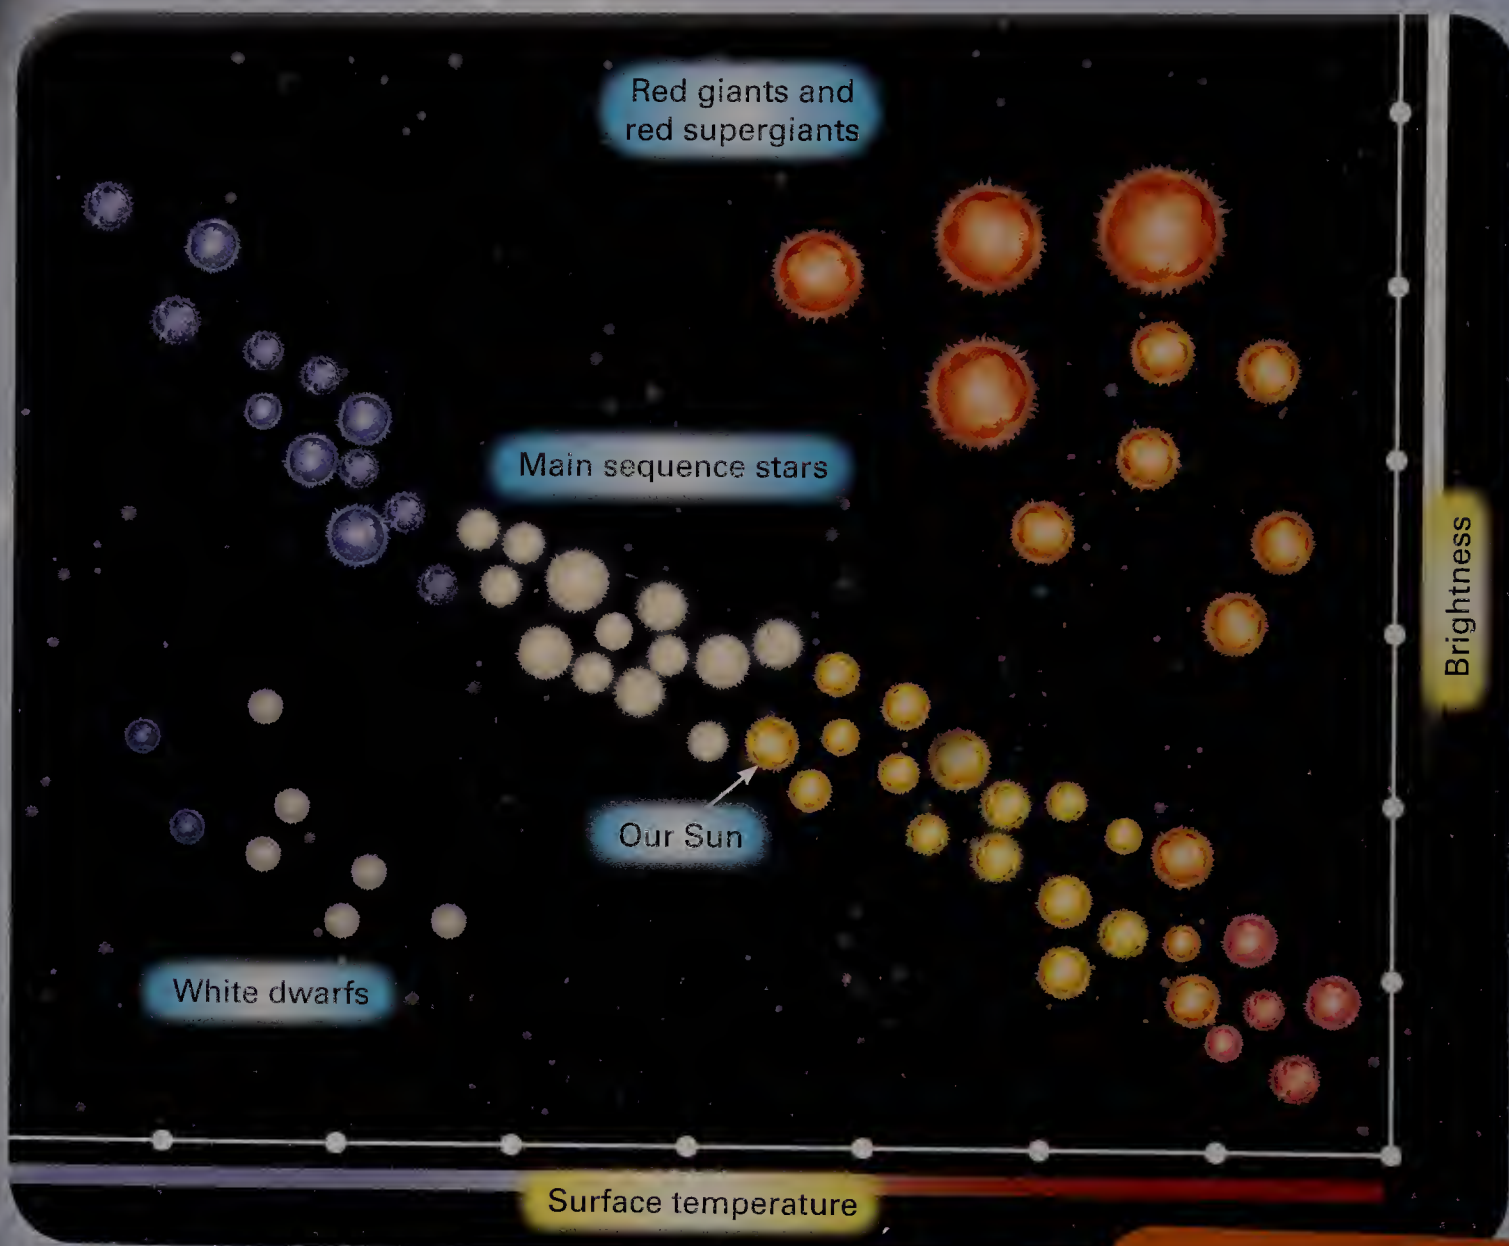 Red giants and
red supergiants
Main sequence stars
Our Sun
White dwarfs
Brightness
Surface temperature